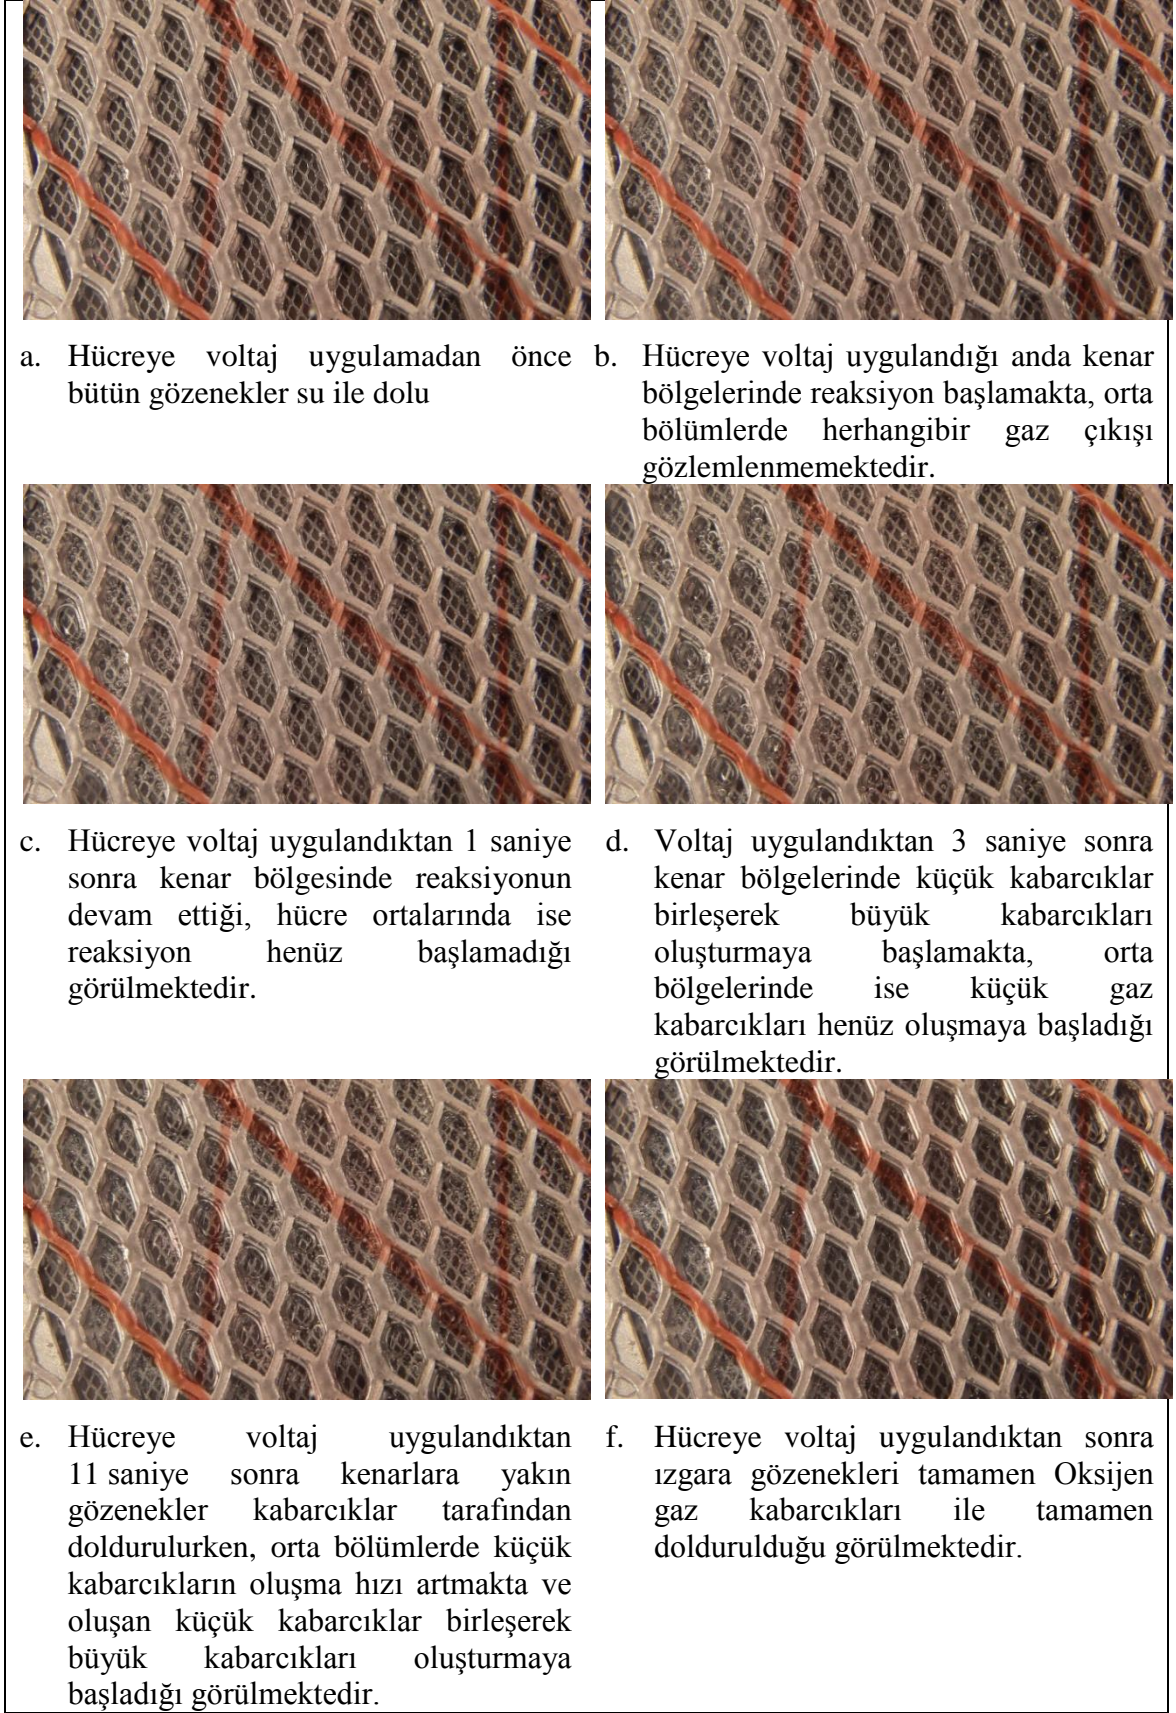 a. Hücreye voltaj uygulamadan önce
bütün gözenekler su ile dolu
b. Hücreye voltaj uygulandığı anda kenar
bölgelerinde reaksiyon başlamakta, orta
bölümlerde herhangibir gaz çıkışı
gözlemlenmemektedir.
c. Hücreye voltaj uygulandıktan 1 saniye
sonra kenar bölgesinde reaksiyonun
devam ettiği, hücre ortalarında ise
reaksiyon henüz başlamadığı
görülmektedir.
d. Voltaj uygulandıktan 3 saniye sonra
kenar bölgelerinde küçük kabarcıklar
birleşerek büyük kabarcıkları
oluşturmaya başlamakta, orta
bölgelerinde ise küçük gaz
kabarcıkları henüz oluşmaya başladığı
görülmektedir.
e. Hücreye voltaj uygulandıktan
11 saniye sonra kenarlara yakın
gözenekler kabarcıklar tarafından
doldurulurken, orta bölümlerde küçük
kabarcıkların oluşma hızı artmakta ve
oluşan küçük kabarcıklar birleşerek
büyük kabarcıkları oluşturmaya
başladığı görülmektedir.
f. Hücreye voltaj uygulandıktan sonra
ızgara gözenekleri tamamen Oksijen
gaz kabarcıkları ile tamamen
doldurulduğu görülmektedir.